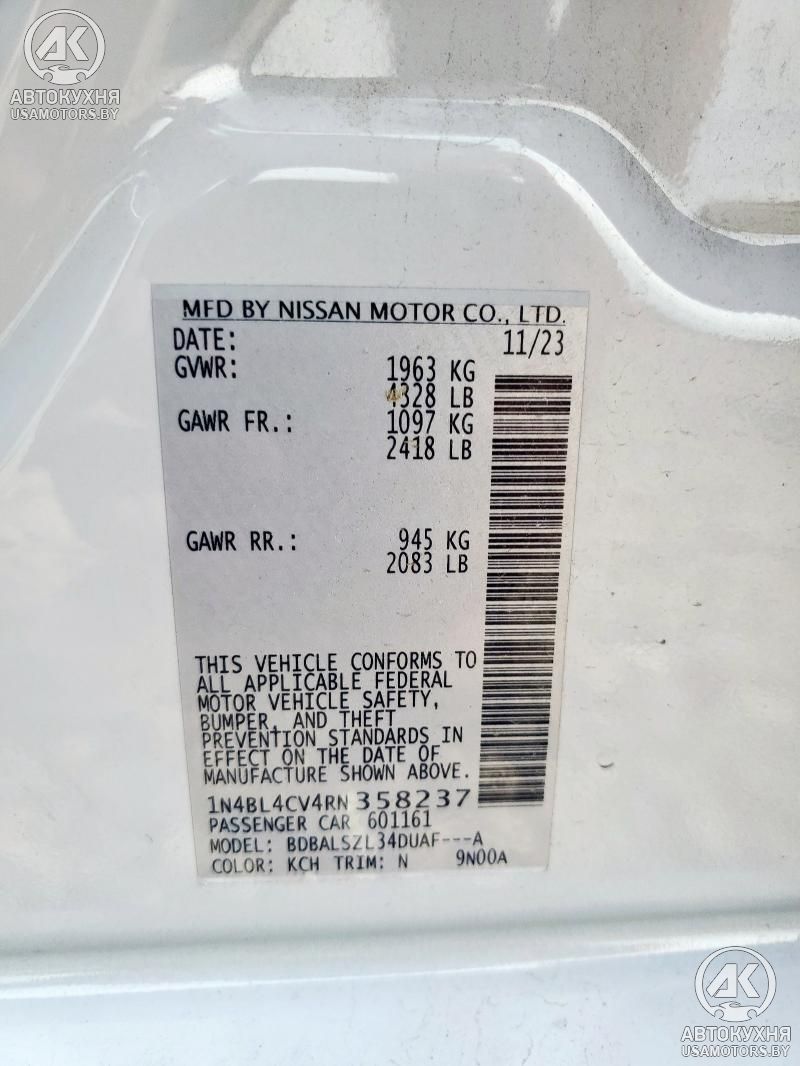 AK
АВТОКУХНЯ
USAMOTORS.BY
MFD BY NISSAN MOTOR CO., LTD.
DATE: 11/23
GVWR: 1963 KG
4328 LB
GAWR FR.: 1097 KG
2418 LB
GAWR RR.: 945 KG
2083 LB
THIS VEHICLE CONFORMS TO
ALL APPLICABLE FEDERAL
MOTOR VEHICLE SAFETY,
BUMPER, AND THEFT
PREVENTION STANDARDS IN
EFFECT ON THE DATE OF
MANUFACTURE SHOWN ABOVE.
1N4BL4CV4RN358237
PASSENGER CAR 601161
MODEL: BDBALSZL34DUAF---A
COLOR: KCH TRIM: N 9N00A
AK
АВТОКУХНЯ
USAMOTORS.BY